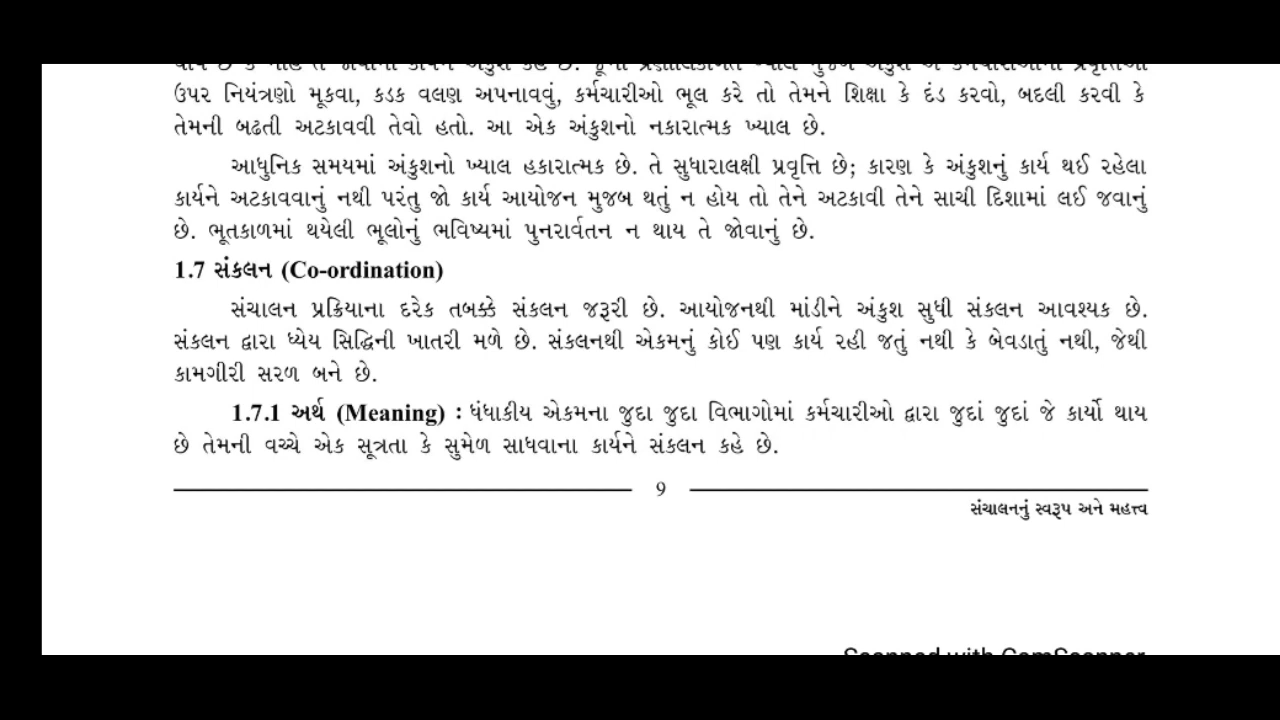 ઉપર નિયંત્રણો મૂકવા, કડક વલણ અપનાવવું, કર્મચારીઓ ભૂલ કરે તો તેમને શિક્ષા કે દંડ કરવો, બદલી કરવી કે
તેમની બઢતી અટકાવવી તેવો હતો. આ એક અંકુશનો નકારાત્મક ખ્યાલ છે.
આધુનિક સમયમાં અંકુશનો ખ્યાલ હકારાત્મક છે. તે સુધારાલક્ષી પ્રવૃત્તિ છે; કારણ કે અંકુશનું કાર્ય થઈ રહેલા
કાર્યને અટકાવવાનું નથી પરંતુ જો કાર્ય આયોજન મુજબ થતું ન હોય તો તેને અટકાવી તેને સાચી દિશામાં લઈ જવાનું
છે. ભૂતકાળમાં થયેલી ભૂલોનું ભવિષ્યમાં પુનરાર્વતન ન થાય તે જોવાનું છે.
1.7 સંકલન (Co-ordination)
સંચાલન પ્રક્રિયાના દરેક તબક્કે સંકલન જરૂરી છે. આયોજનથી માંડીને અંકુશ સુધી સંકલન આવશ્યક છે.
સંકલન દ્વારા ધ્યેય સિદ્ધિની ખાતરી મળે છે. સંકલનથી એકમનું કોઈ પણ કાર્ય રહી જતું નથી કે બેવડાતું નથી, જેથી
કામગીરી સરળ બને છે.
1.7.1 અર્થ (Meaning) : ધંધાકીય એકમના જુદા જુદા વિભાગોમાં કર્મચારીઓ દ્વારા જુદાં જુદાં જે કાર્યો થાય
છે તેમની વચ્ચે એક સૂત્રતા કે સુમેળ સાધવાના કાર્યને સંકલન કહે છે.
9
સંચાલનનું સ્વરૂપ અને મહત્ત્વ
Scanned with CamScanner